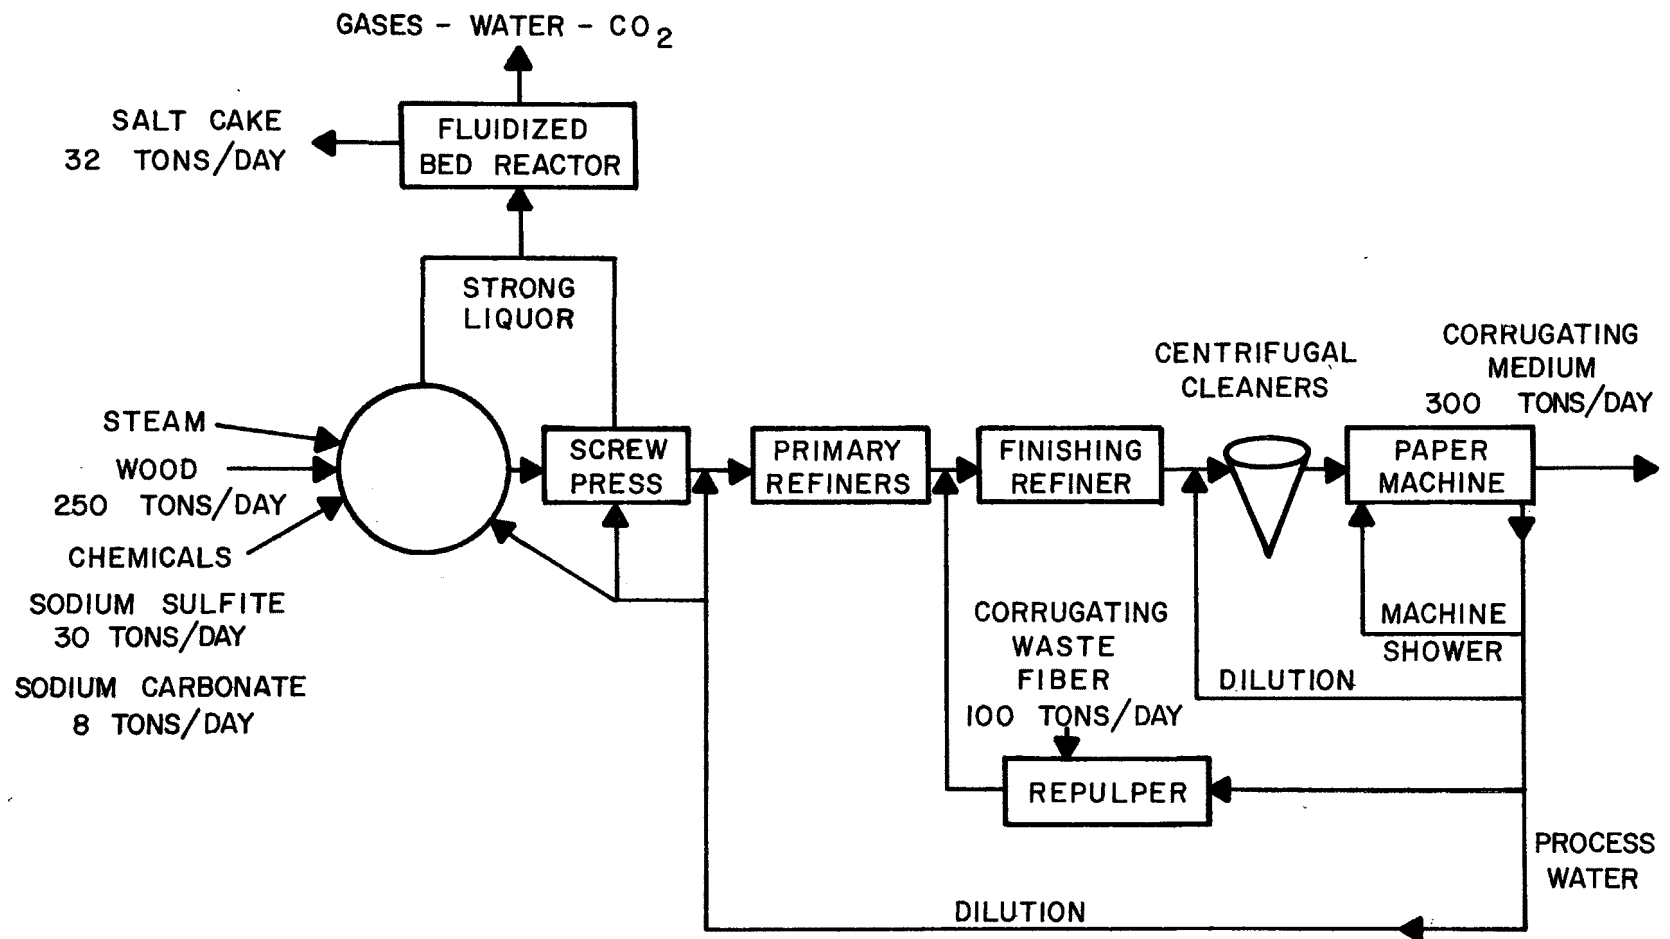 GASES - WATER - CO2
SALT CAKE
32 TONS/DAY
FLUIDIZED
BED REACTOR
STRONG
LIQUOR
STEAM
WOOD
250 TONS/DAY
CHEMICALS
SODIUM SULFITE
30 TONS/DAY
SODIUM CARBONATE
8 TONS/DAY
SCREW
PRESS
PRIMARY
REFINERS
FINISHING
REFINER
CENTRIFUGAL
CLEANERS
CORRUGATING
MEDIUM
300 TONS/DAY
PAPER
MACHINE
MACHINE
SHOWER
DILUTION
CORRUGATING
WASTE
FIBER
100 TONS/DAY
REPULPER
PROCESS
WATER
DILUTION